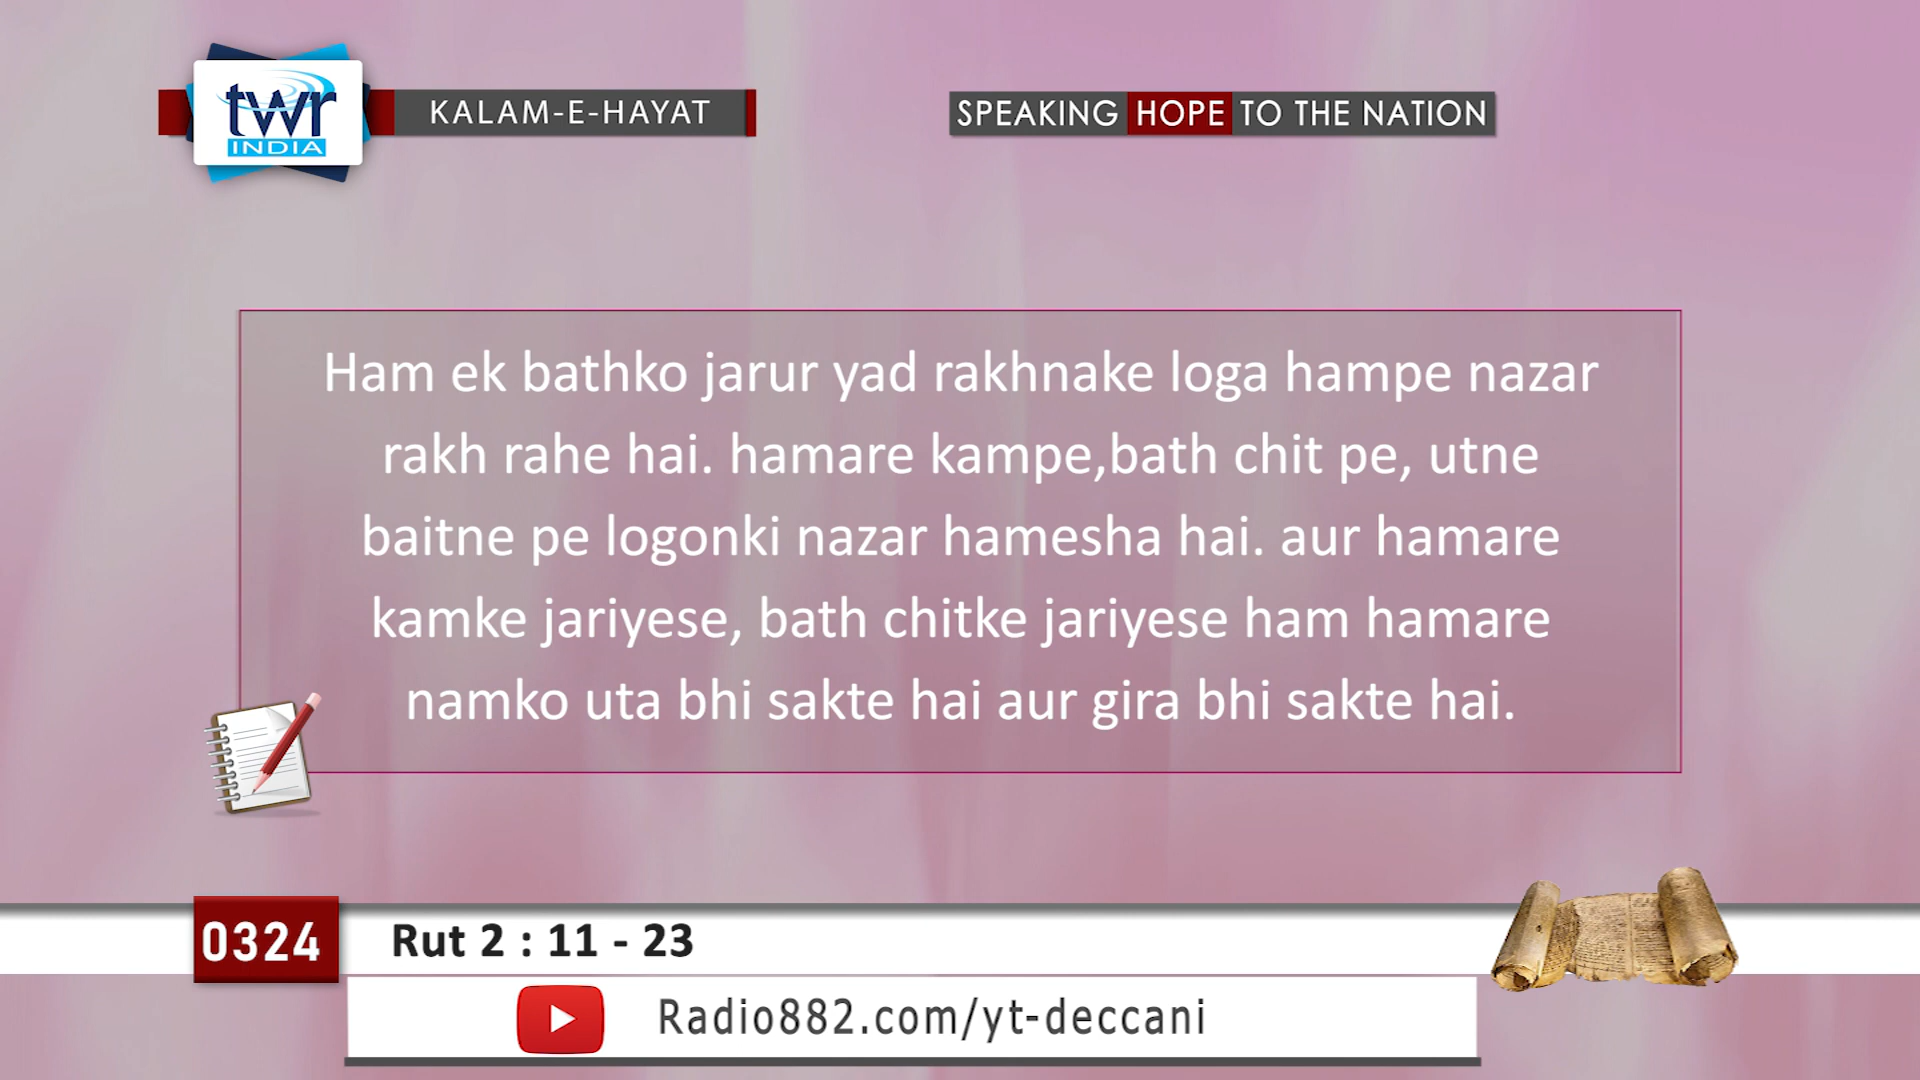 twr
INDIA
KALAM-E-HAYAT
SPEAKING HOPE TO THE NATION
Ham ek bathko jarur yad rakhnake loga hampe nazar
rakh rahe hai. hamare kampe,bath chit pe, utne
baitne pe logonki nazar hamesha hai. aur hamare
kamke jariyese, bath chitke jariyese ham hamare
namko uta bhi sakte hai aur gira bhi sakte hai.
0324
Rut 2 : 11 - 23
Radio882.com/yt-deccani